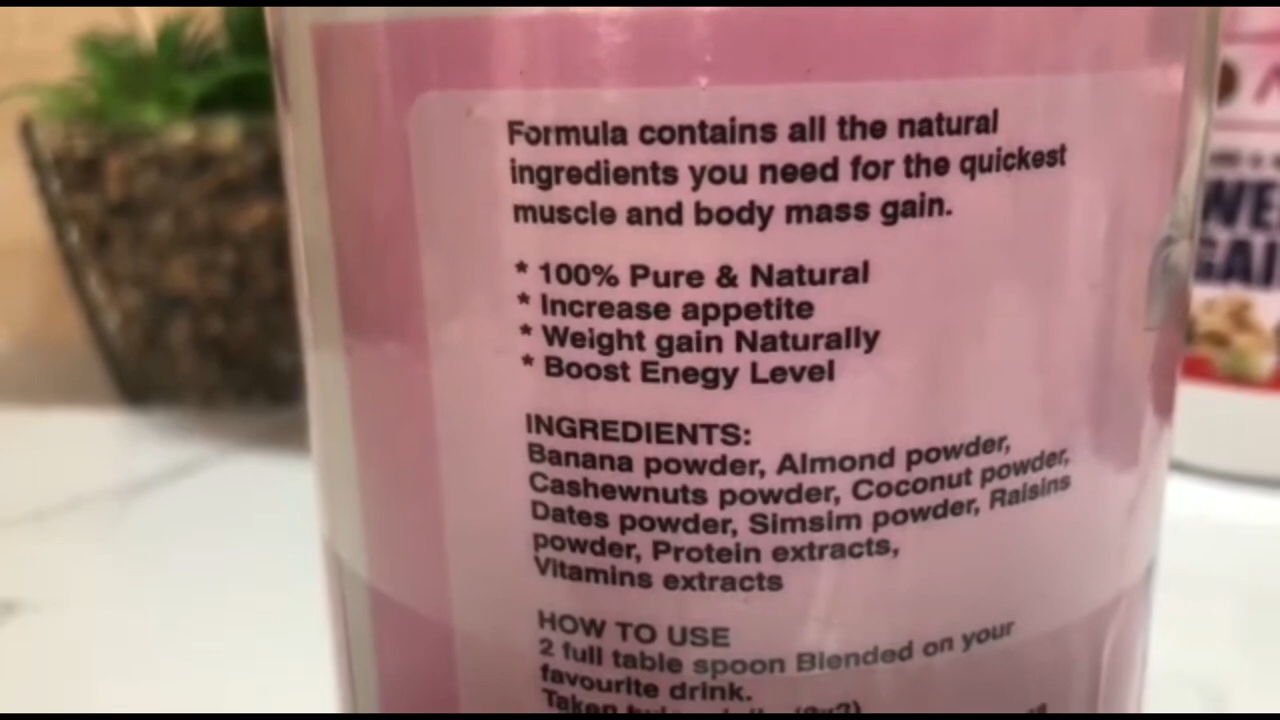 Formula contains all the natural
ingredients you need for the quickest
muscle and body mass gain.
* 100% Pure & Natural
* Increase appetite
* Weight gain Naturally
* Boost Enegy Level
INGREDIENTS:
Banana powder, Almond powder,
Cashewnuts powder, Coconut powder,
Dates powder, Simsim powder, Raisins
powder, Protein extracts,
Vitamins extracts
HOW TO USE
2 full table spoon Blended on your
favourite drink.
Taken